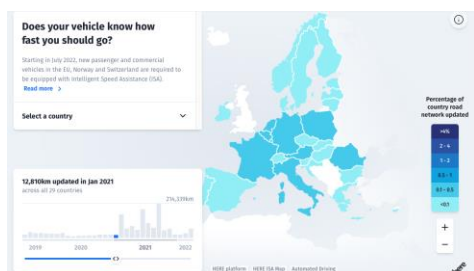 Does your vehicle know how
fast you should go?
Starting in July 2022, new passenger and commercial
vehicles in the EU, Norway and Switzerland are required to
be equipped with Intelligent Speed Assistance (ISA).
Read more >
Select a country
12,810km updated in Jan 2021
across all 29 countries
2019 2020 2021 2022
Percentage of
country road
network updated
>4%
2 - 4
1 - 2
0.5 - 1
0.1 - 0.5
<0.1
+
−
HERE platform | HERE ISA Map | Automated Driving